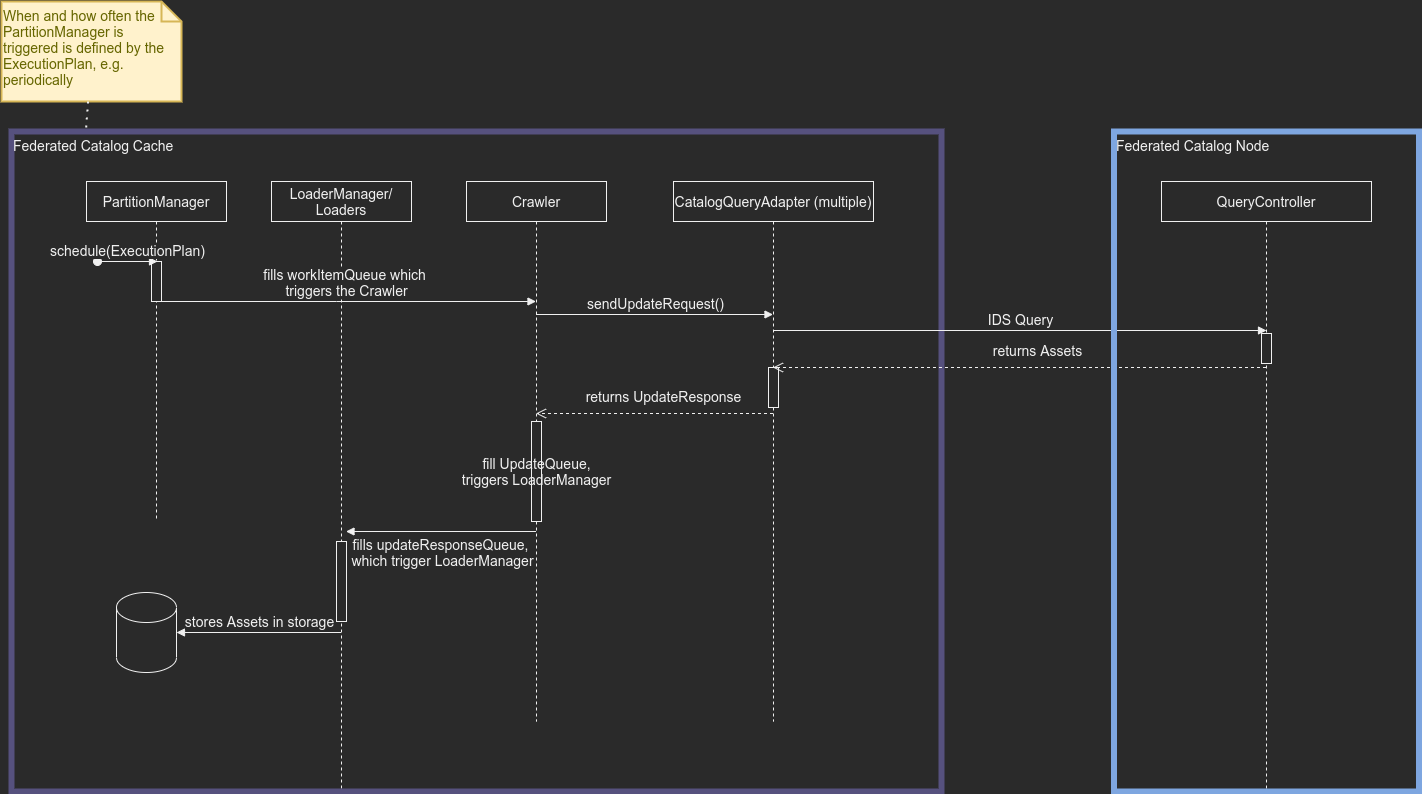 When and how often the
PartitionManager is
triggered is defined by the
ExecutionPlan, e.g.
periodically
Federated Catalog Cache
Federated Catalog Node
PartitionManager
LoaderManager/
Loaders
Crawler
CatalogQueryAdapter (multiple)
QueryController
schedule(ExecutionPlan)
fills workItemQueue which
triggers the Crawler
sendUpdateRequest()
IDS Query
returns Assets
returns UpdateResponse
fill UpdateQueue,
triggers LoaderManager
fills updateResponseQueue,
which trigger LoaderManager
stores Assets in storage